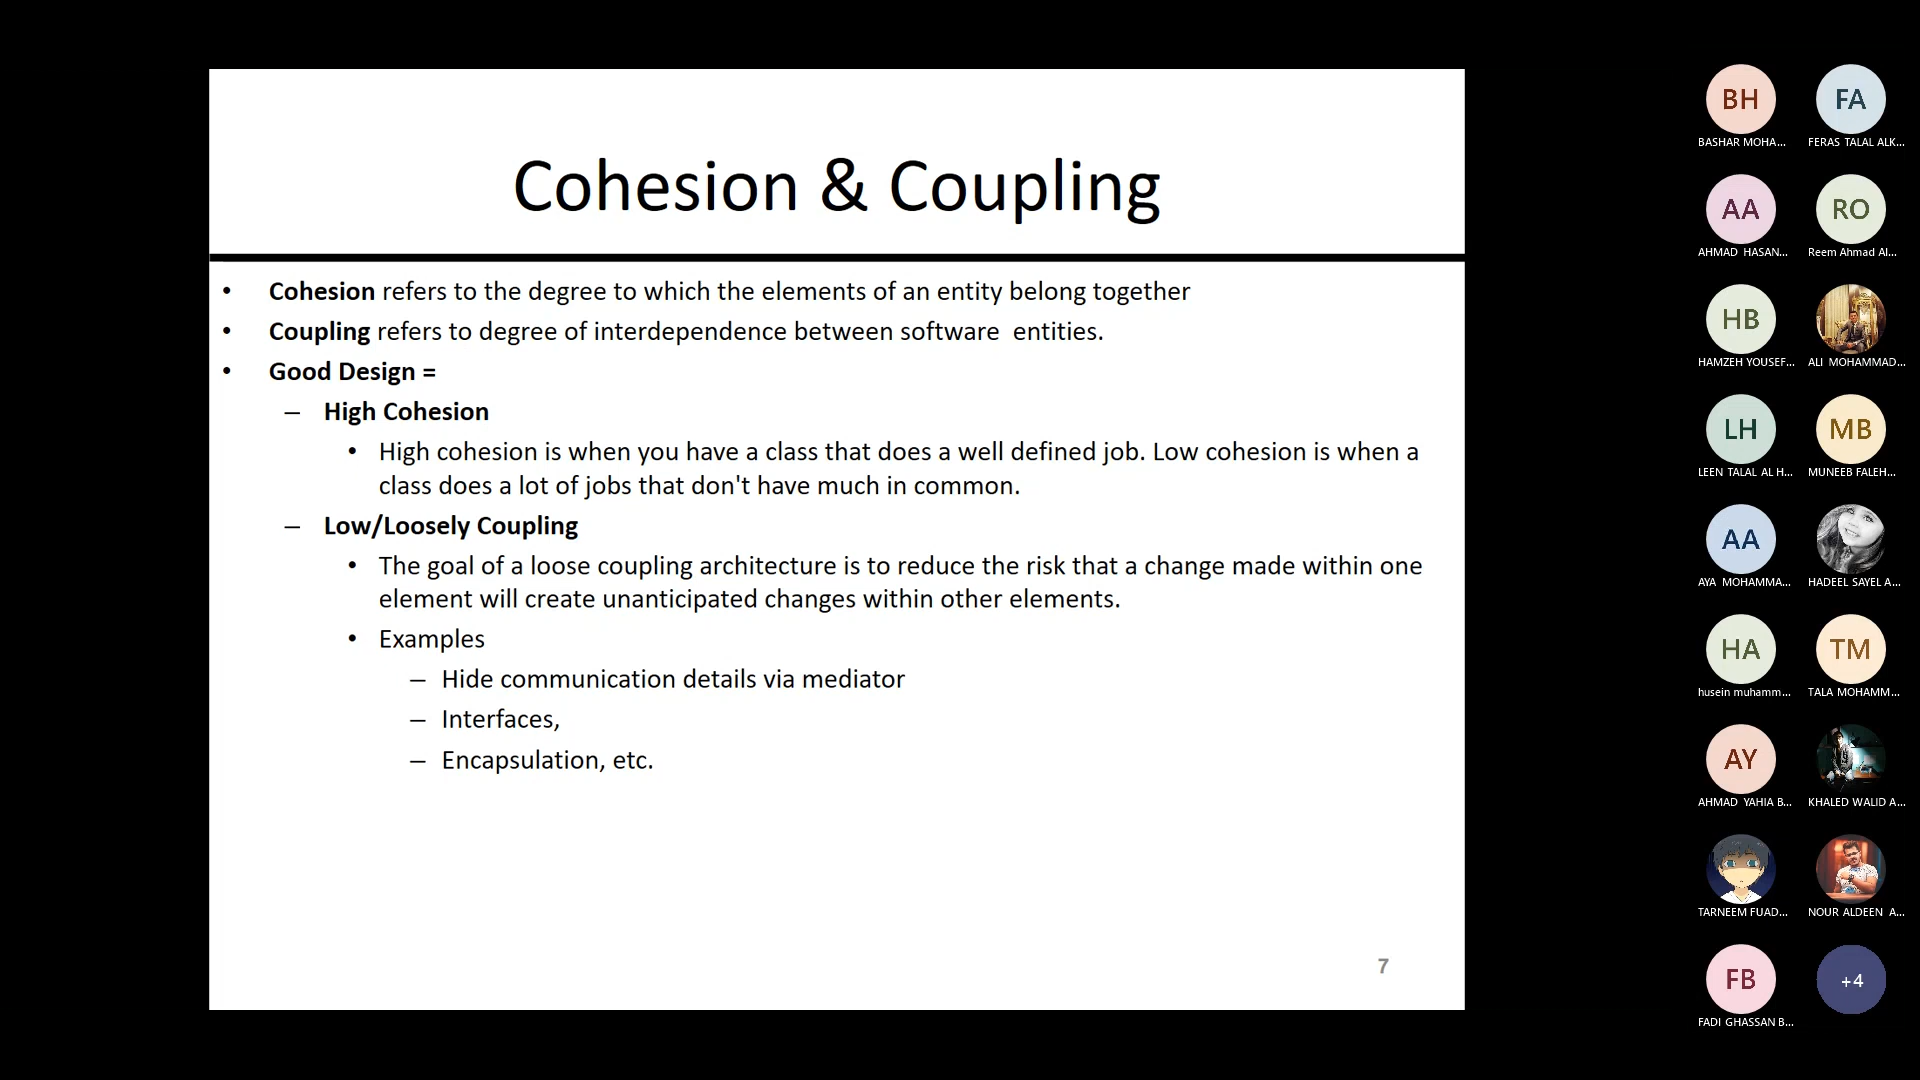 Cohesion & Coupling
• Cohesion refers to the degree to which the elements of an entity belong together
• Coupling refers to degree of interdependence between software  entities.
• Good Design =
– High Cohesion
• High cohesion is when you have a class that does a well defined job. Low cohesion is when a
class does a lot of jobs that don't have much in common.
– Low/Loosely Coupling
• The goal of a loose coupling architecture is to reduce the risk that a change made within one
element will create unanticipated changes within other elements.
• Examples
– Hide communication details via mediator
– Interfaces,
– Encapsulation, etc.
7
BH FA
BASHAR MOHA... FERAS TALAL ALK...
AA RO
AHMAD HASAN... Reem Ahmad Al...
HB
HAMZEH YOUSEF... ALI MOHAMMAD...
LH MB
LEEN TALAL AL H... MUNEEB FALEH...
AA
AYA MOHAMMA... HADEEL SAYEL A...
HA TM
husein muhamm... TALA MOHAMM...
AY
AHMAD YAHIA B... KHALED WALID A...
TARNEEM FUAD... NOUR ALDEEN A...
FB +4
FADI GHASSAN B...